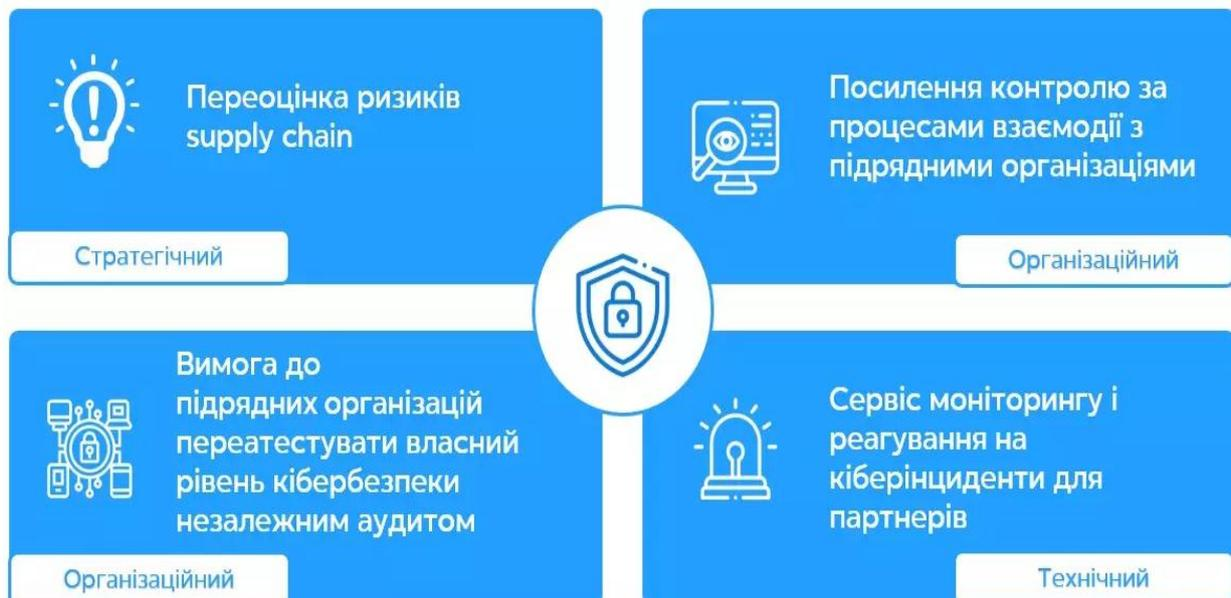 Переоцінка ризиків
supply chain
Стратегічний
Посилення контролю за
процесами взаємодії з
підрядними організаціями
Організаційний
Вимога до
підрядних організацій
переатестувати власний
рівень кібербезпеки
незалежним аудитом
Організаційний
Сервіс моніторингу і
реагування на
кіберінциденти для
партнерів
Технічний